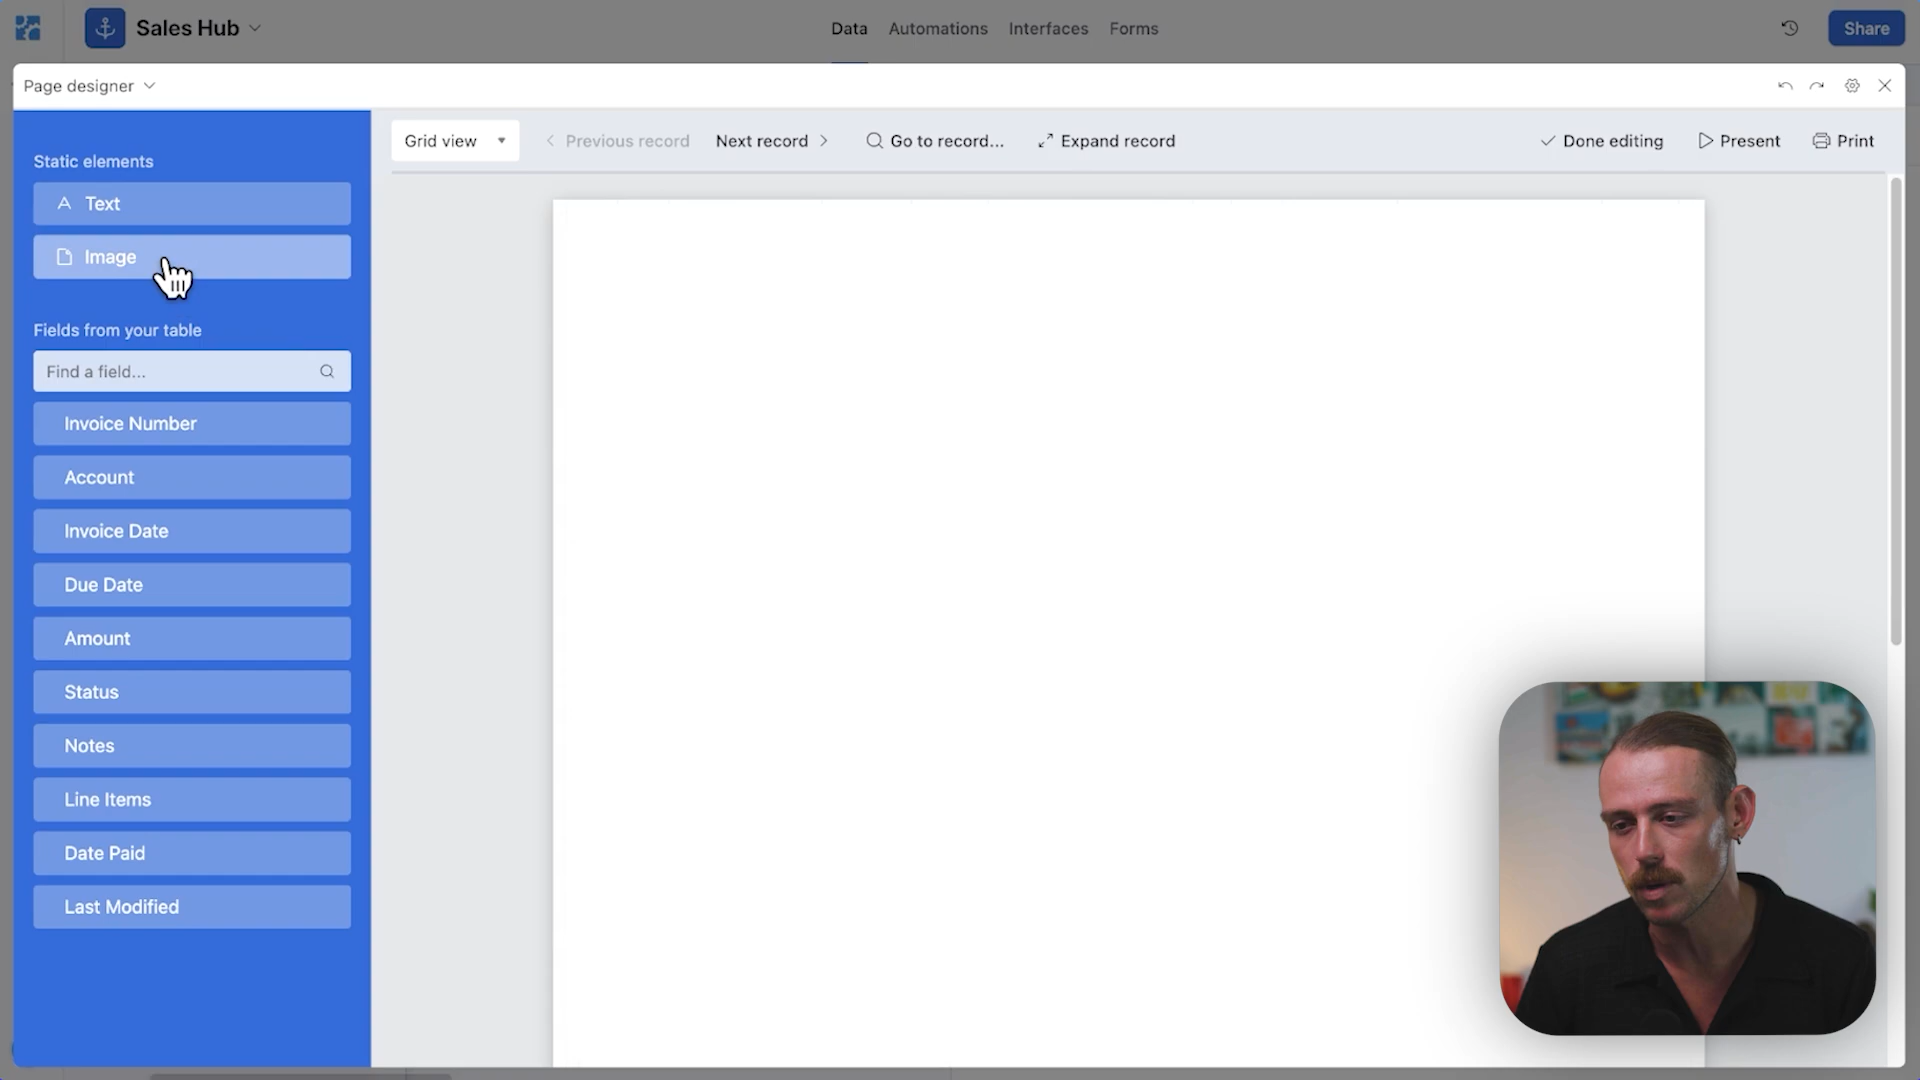 Sales Hub
Data
Automations
Interfaces
Forms
Share
Page designer
Static elements
Text
Image
Fields from your table
Find a field...
Invoice Number
Account
Invoice Date
Due Date
Amount
Status
Notes
Line Items
Date Paid
Last Modified
Grid view
Previous record
Next record
Go to record...
Expand record
Done editing
Present
Print